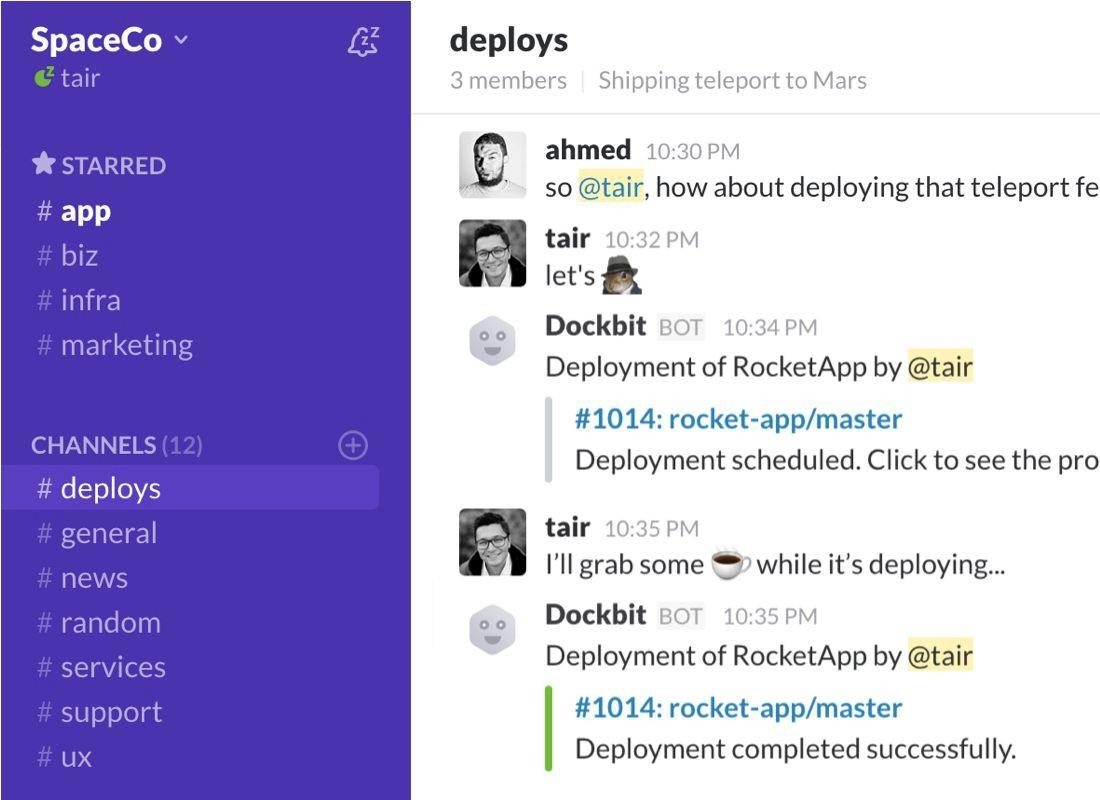 SpaceCo
tair
STARRED
# app
# biz
# infra
# marketing
CHANNELS (12)
# deploys
# general
# news
# random
# services
# support
# ux
deploys
3 members | Shipping teleport to Mars
ahmed 10:30 PM
so @tair, how about deploying that teleport fe
tair 10:32 PM
let's
Dockbit BOT 10:34 PM
Deployment of RocketApp by @tair
#1014: rocket-app/master
Deployment scheduled. Click to see the pro
tair 10:35 PM
I’ll grab some ☕ while it’s deploying...
Dockbit BOT 10:35 PM
Deployment of RocketApp by @tair
#1014: rocket-app/master
Deployment completed successfully.